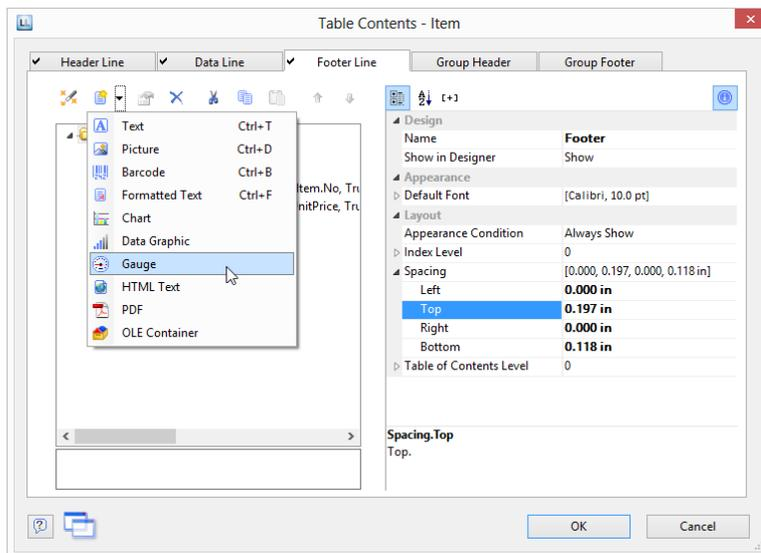 Table Contents - Item
Header Line
Data Line
Footer Line
Group Header
Group Footer
[+]
Text Ctrl+T
Picture Ctrl+D
Barcode Ctrl+B
Formatted Text Ctrl+F
Chart
Data Graphic
Gauge
HTML Text
PDF
OLE Container
Item.No, Tru
nitPrice, Tru
Design
Name Footer
Show in Designer Show
Appearance
Default Font [Calibri, 10.0 pt]
Layout
Appearance Condition Always Show
Index Level 0
Spacing [0.000, 0.197, 0.000, 0.118 in]
Left 0.000 in
Top 0.197 in
Right 0.000 in
Bottom 0.118 in
Table of Contents Level 0
Spacing.Top
Top.
OK
Cancel